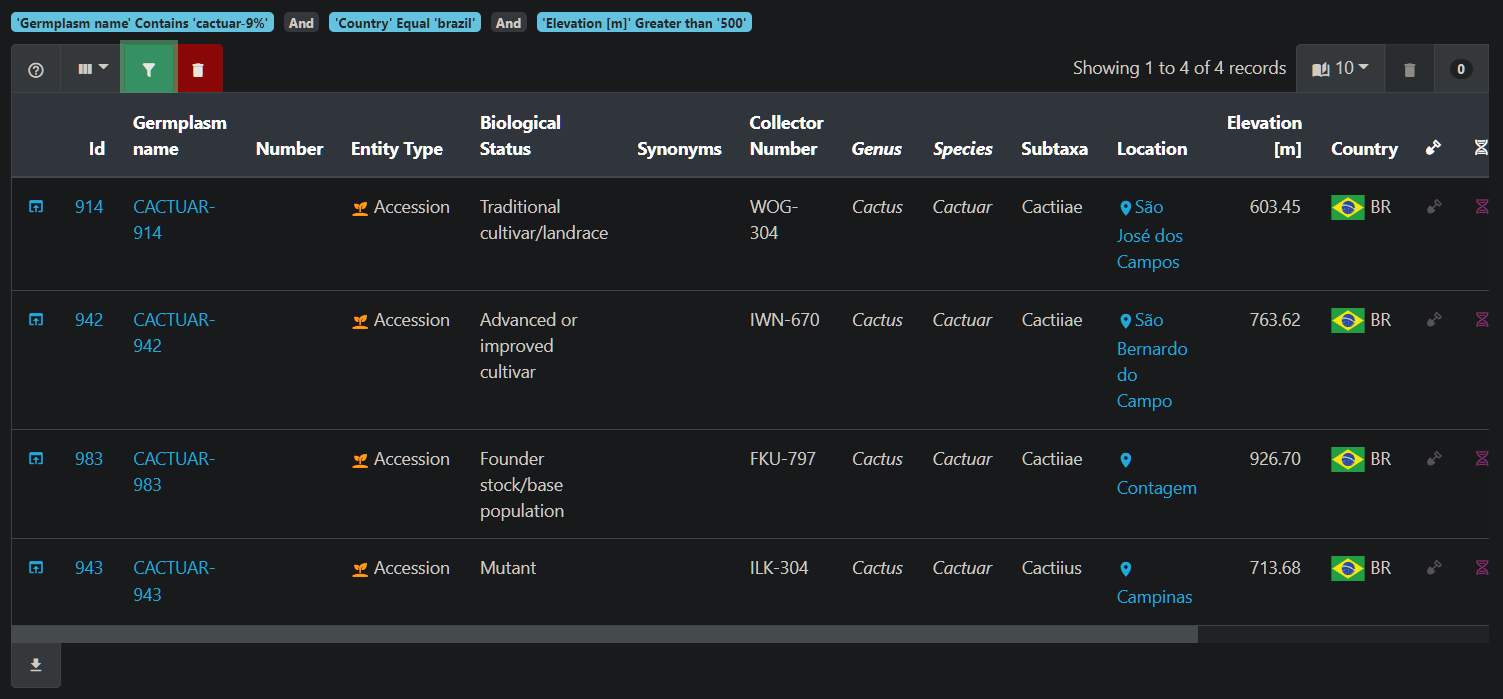 'Germplasm name' Contains 'cactuar-9%' And 'Country' Equal 'brazil' And 'Elevation [m]' Greater than '500'
Showing 1 to 4 of 4 records 10 0
Id Germplasm name Number Entity Type Biological Status Synonyms Collector Number Genus Species Subtaxa Location Elevation [m] Country
914 CACTUAR- Accession Traditional WOG- Cactus Cactuar Cactiiae São 603.45 BR
914 cultivar/landrace 304 José dos
Campos
942 CACTUAR- Accession Advanced or IWN-670 Cactus Cactuar Cactiiae São 763.62 BR
942 improved Bernardo
cultivar do
Campo
983 CACTUAR- Accession Founder FKU-797 Cactus Cactuar Cactiiae 926.70 BR
983 stock/base Contagem
population
943 CACTUAR- Accession Mutant ILK-304 Cactus Cactuar Cactiius 713.68 BR
943 Campinas